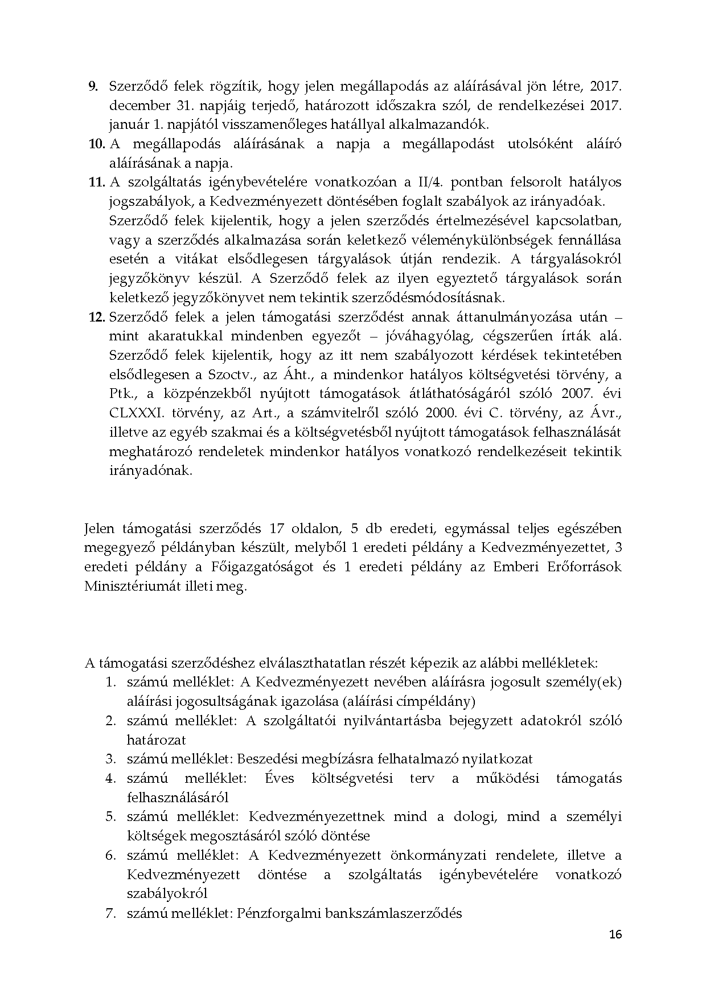 9. Szerződő felek rögzítik, hogy jelen megállapodás az aláírásával jön létre, 2017.
december 31. napjáig terjedő, határozott időszakra szól, de rendelkezései 2017.
január 1. napjától visszamenőleges hatállyal alkalmazandók.
10. A megállapodás aláírásának a napja a megállapodást utolsóként aláíró
aláírásának a napja.
11. A szolgáltatás igénybevételére vonatkozóan a II/4. pontban felsorolt hatályos
jogszabályok, a Kedvezményezett döntésében foglalt szabályok az irányadóak.
Szerződő felek kijelentik, hogy a jelen szerződés értelmezésével kapcsolatban,
vagy a szerződés alkalmazása során keletkező véleménykülönbségek fennállása
esetén a vitákat elsődlegesen tárgyalások útján rendezik. A tárgyalásokról
jegyzőkönyv készül. A Szerződő felek az ilyen egyeztető tárgyalások során
keletkező jegyzőkönyvet nem tekintik szerződésmódosításnak.
12. Szerződő felek a jelen támogatási szerződést annak áttanulmányozása után –
mint akaratukkal mindenben egyezőt – jóváhagyólag, cégszerűen írták alá.
Szerződő felek kijelentik, hogy az itt nem szabályozott kérdések tekintetében
elsődlegesen a Szoctv., az Áht., a mindenkor hatályos költségvetési törvény, a
Ptk., a közpénzekből nyújtott támogatások átláthatóságáról szóló 2007. évi
CLXXXI. törvény, az Art., a számvitelről szóló 2000. évi C. törvény, az Ávr.,
illetve az egyéb szakmai és a költségvetésből nyújtott támogatások felhasználását
meghatározó rendeletek mindenkor hatályos vonatkozó rendelkezéseit tekintik
irányadónak.
Jelen támogatási szerződés 17 oldalon, 5 db eredeti, egymással teljes egészében
megegyező példányban készült, melyből 1 eredeti példány a Kedvezményezettet, 3
eredeti példány a Főigazgatóságot és 1 eredeti példány az Emberi Erőforrások
Minisztériumát illeti meg.
A támogatási szerződéshez elválaszthatatlan részét képezik az alábbi mellékletek:
1. számú melléklet: A Kedvezményezett nevében aláírásra jogosult személy(ek)
aláírási jogosultságának igazolása (aláírási címpéldány)
2. számú melléklet: A szolgáltatói nyilvántartásba bejegyzett adatokról szóló
határozat
3. számú melléklet: Beszedési megbízásra felhatalmazó nyilatkozat
4. számú melléklet: Éves költségvetési terv a működési támogatás
felhasználásáról
5. számú melléklet: Kedvezményezettnek mind a dologi, mind a személyi
költségek megosztásáról szóló döntése
6. számú melléklet: A Kedvezményezett önkormányzati rendelete, illetve a
Kedvezményezett döntése a szolgáltatás igénybevételére vonatkozó
szabályokról
7. számú melléklet: Pénzforgalmi bankszámlaszerződés
16